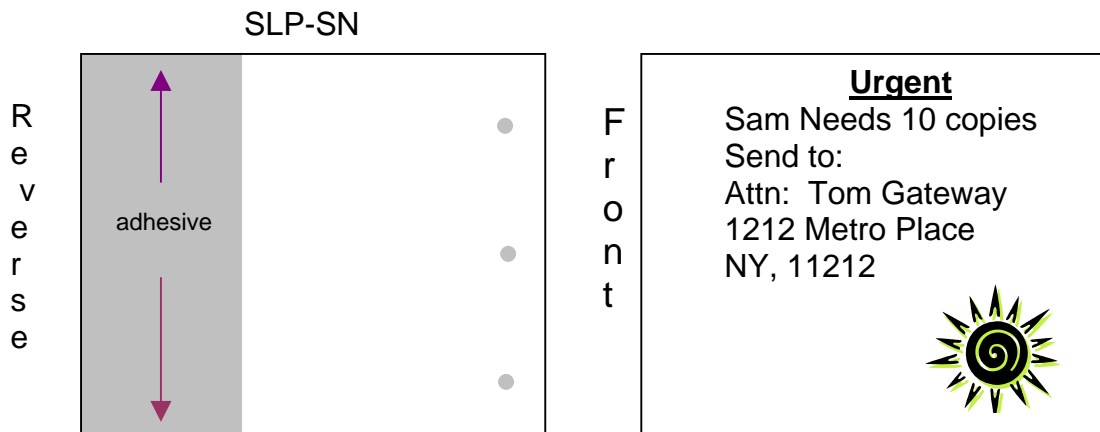 SLP-SN
Reverse
adhesive
Front
Urgent
Sam Needs 10 copies
Send to:
Attn:  Tom Gateway
1212 Metro Place
NY, 11212